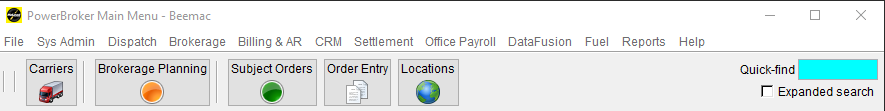 PowerBroker Main Menu - Beemac
File Sys Admin Dispatch Brokerage Billing & AR CRM Settlement Office Payroll DataFusion Fuel Reports Help
Carriers Brokerage Planning Subject Orders Order Entry Locations Quick-find
Expanded search